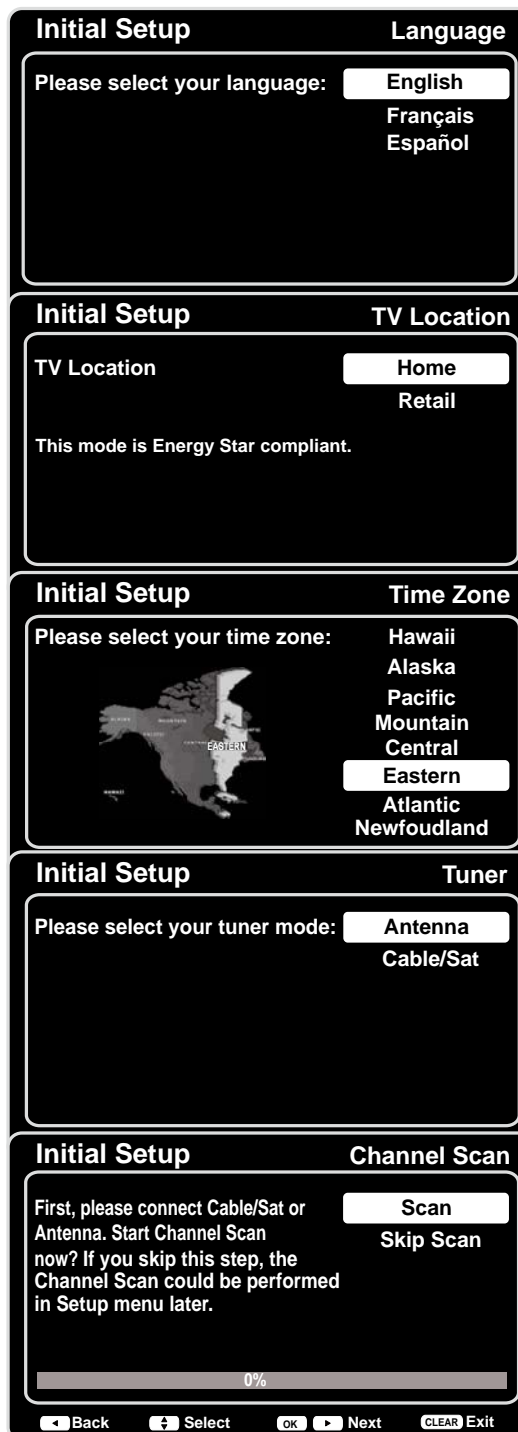 Initial Setup Language
Please select your language: English
Français
Español
Initial Setup TV Location
TV Location Home
Retail
This mode is Energy Star compliant.
Initial Setup Time Zone
Please select your time zone: Hawaii
Alaska
Pacific
Mountain
Central
EASTERN
Eastern
Atlantic
Newfoudland
HAWAII
Initial Setup Tuner
Please select your tuner mode: Antenna
Cable/Sat
Initial Setup Channel Scan
First, please connect Cable/Sat or Scan
Antenna. Start Channel Scan Skip Scan
now? If you skip this step, the
Channel Scan could be performed
in Setup menu later.
0%
Back Select OK Next CLEAR Exit